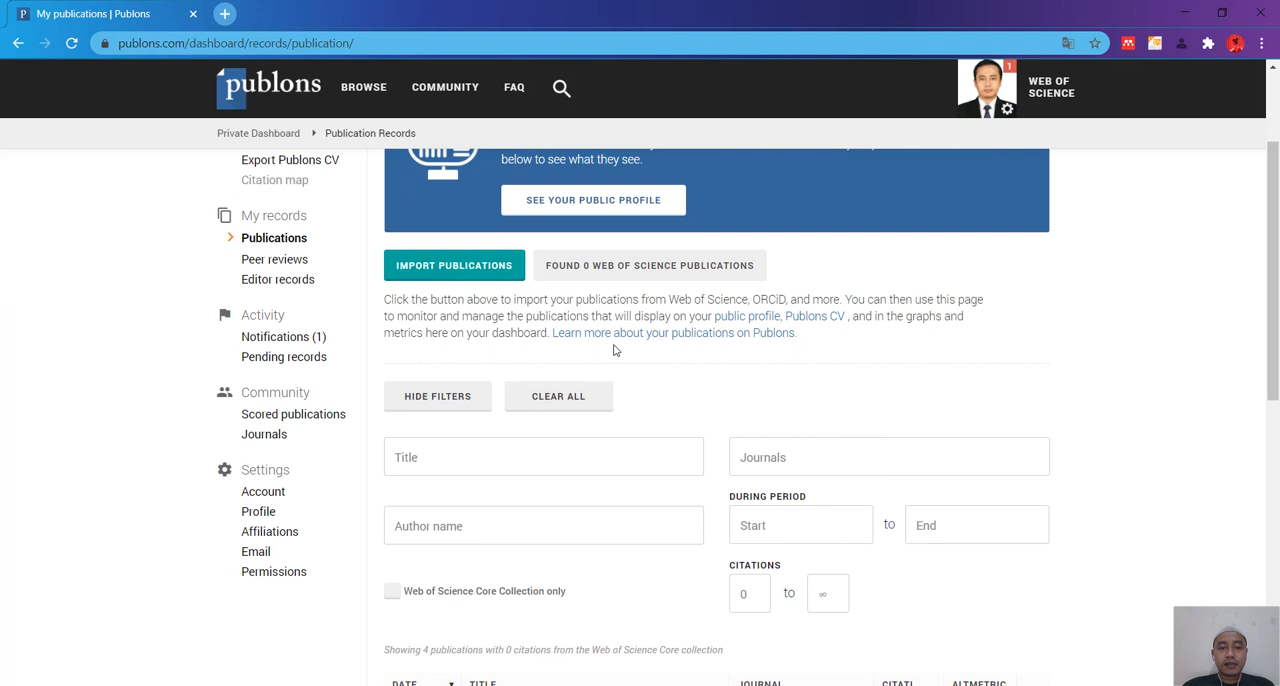 My publications | Publons
publons.com/dashboard/records/publication/
publons
BROWSE
COMMUNITY
FAQ
1
WEB OF
SCIENCE
Private Dashboard
Publication Records
Export Publons CV
Citation map
My records
Publications
Peer reviews
Editor records
Activity
Notifications (1)
Pending records
Community
Scored publications
Journals
Settings
Account
Profile
Affiliations
Email
Permissions
below to see what they see.
SEE YOUR PUBLIC PROFILE
IMPORT PUBLICATIONS
FOUND 0 WEB OF SCIENCE PUBLICATIONS
Click the button above to import your publications from Web of Science, ORCiD, and more. You can then use this page
to monitor and manage the publications that will display on your public profile, Publons CV , and in the graphs and
metrics here on your dashboard. Learn more about your publications on Publons.
HIDE FILTERS
CLEAR ALL
Title
Journals
DURING PERIOD
Author name
Start
to
End
CITATIONS
Web of Science Core Collection only
0
to
∞
Showing 4 publications with 0 citations from the Web of Science Core collection
DATE
TITLE
JOURNAL
CITATI
ALTMETRIC